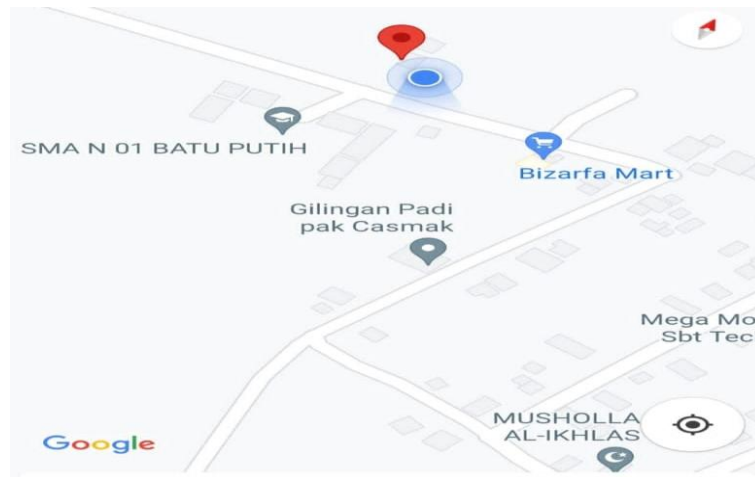 SMA N 01 BATU PUTIH
Bizarfa Mart
Gilingan Padi
pak Casmak
Mega Mo
Sbt Tec
MUSHOLLA
AL-IKHLAS
Google